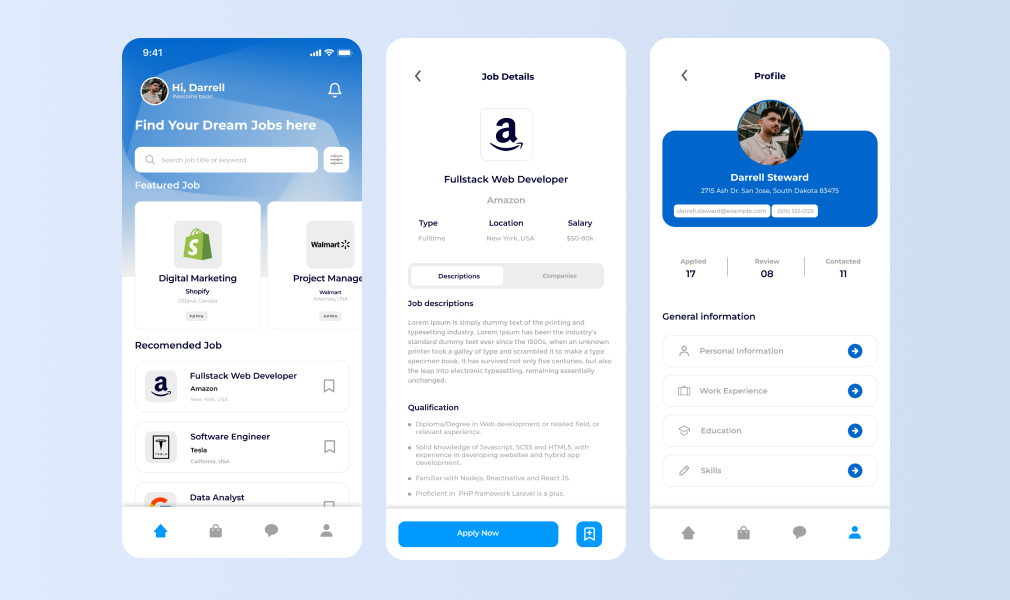 9:41
Hi, Darrell
Welcome back!
Find Your Dream Jobs here
Search job title or keyword
Featured Job
Digital Marketing
Shopify
Ottawa, Canada
Full time
Walmart
Project Manage
Walmart
Arkansas, USA
Full time
Recomended Job
Fullstack Web Developer
Amazon
New York, USA
TESLA
Software Engineer
Tesla
California, USA
Data Analyst
Job Details
Fullstack Web Developer
Amazon
Type
Location
Salary
Fulltime
New York, USA
$50-80k
Descriptions
Companies
Job descriptions
Lorem Ipsum is simply dummy text of the printing and
typesetting industry. Lorem Ipsum has been the industry's
standard dummy text ever since the 1500s, when an unknown
printer took a galley of type and scrambled it to make a type
specimen book. It has survived not only five centuries, but also
the leap into electronic typesetting, remaining essentially
unchanged.
Qualification
Diploma/Degree in Web development or related field, or
relevant experience.
Solid knowledge of Javascript, SCSS and HTML5, with
experience in developing websites and hybrid app
development.
Familiar with Nodejs, Reactnative and React JS.
Proficient in PHP framework Laravel is a plus.
Apply Now
Profile
Darrell Steward
2715 Ash Dr. San Jose, South Dakota 83475
darrell.steward@example.com
(505) 555-0125
Applied
Review
Contacted
17
08
11
General information
Personal Information
Work Experience
Education
Skills